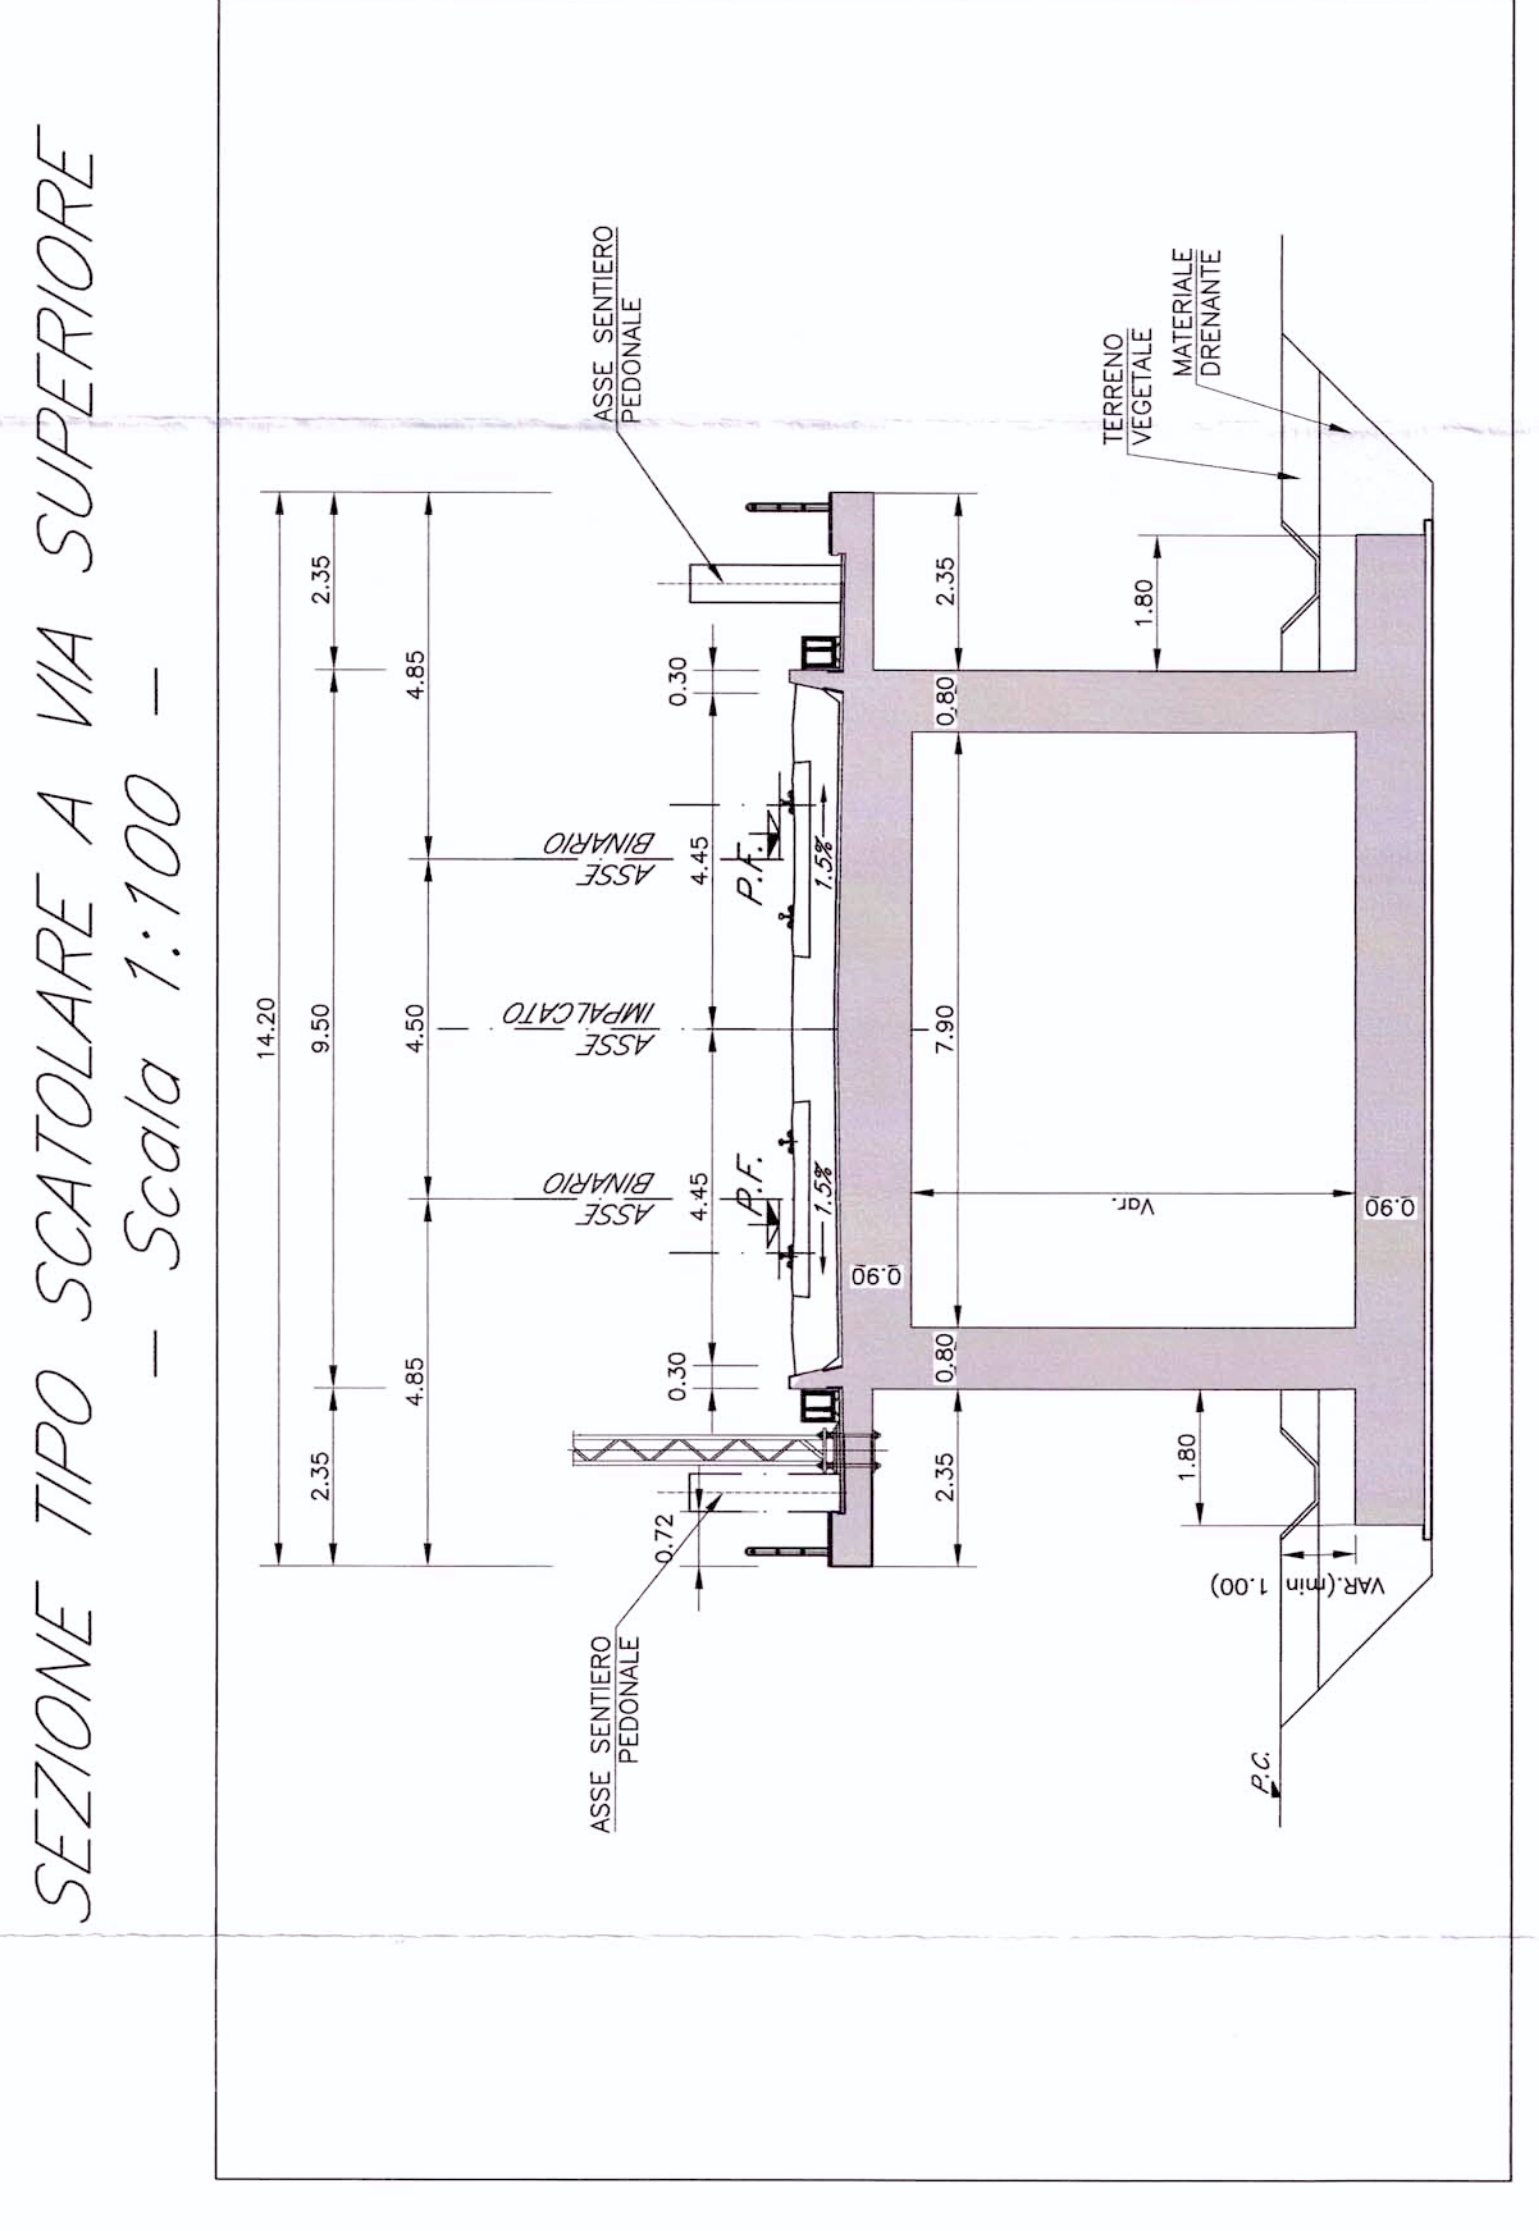 SEZIONE TIPO SCATOLARE A VIA SUPERIORE
- Scala 1:100 -
14.20
2.35
9.50
2.35
4.85
4.50
4.85
ASSE
BINARIO
ASSE
IMPALCATO
ASSE
BINARIO
ASSE SENTIERO
PEDONALE
ASSE SENTIERO
PEDONALE
0.72
0.30
4.45
4.45
0.30
P.F.
P.F.
1.5%
1.5%
0.90
2.35
0.80
7.90
0.80
2.35
Var.
1.80
1.80
TERRENO
VEGETALE
MATERIALE
DRENANTE
VAR.(min 1.00)
P.C.
0.90